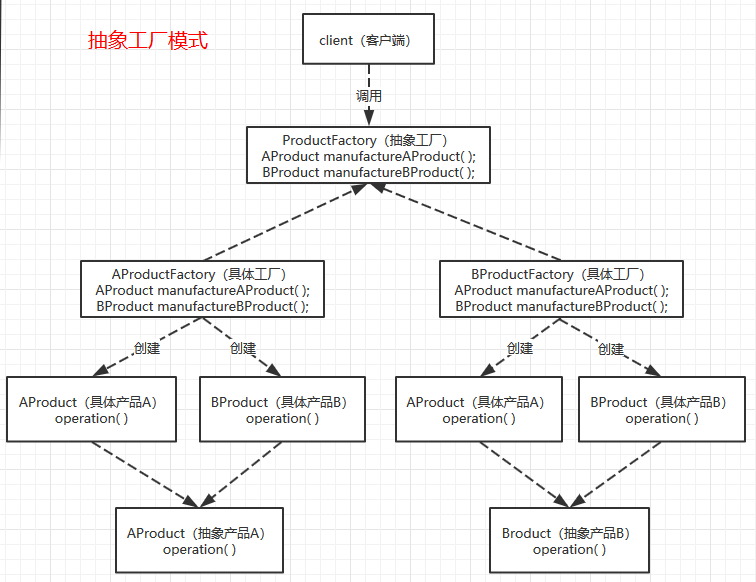 抽象工厂模式
client（客户端）
调用
ProductFactory（抽象工厂）
AProduct manufactureAProduct( );
BProduct manufactureBProduct( );
AProductFactory（具体工厂）
AProduct manufactureAProduct( );
BProduct manufactureBProduct( );
BProductFactory（具体工厂）
AProduct manufactureAProduct( );
BProduct manufactureBProduct( );
创建
创建
创建
创建
AProduct（具体产品A）
operation( )
BProduct（具体产品B）
operation( )
AProduct（具体产品A）
operation( )
BProduct（具体产品B）
operation( )
AProduct（抽象产品A）
operation( )
Broduct（抽象产品B）
operation( )